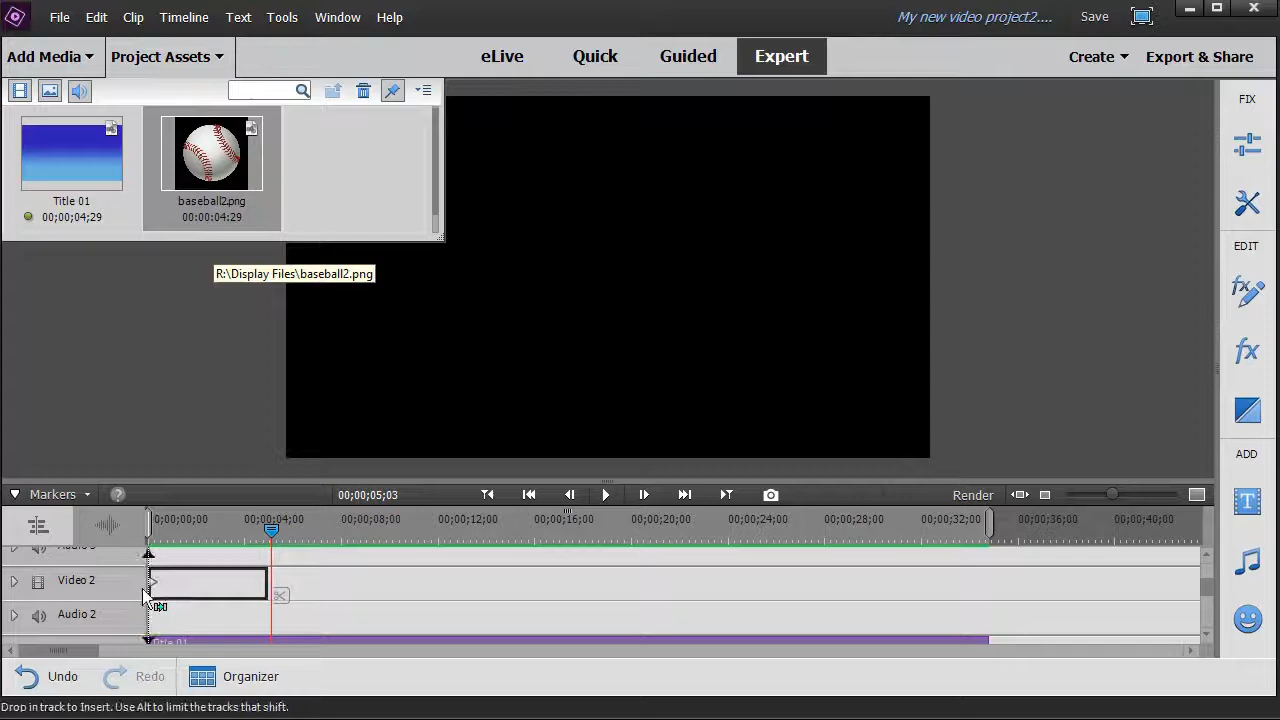 File Edit Clip Timeline Text Tools Window Help My new video project2.... Save
Add Media Project Assets eLive Quick Guided Expert Create Export & Share
FIX
Title 01 baseball2.png
00;00;04;29 00:00:04:29
R:\Display Files\baseball2.png
EDIT
ADD
Markers 00;00;05;03 Render
0;00;00;00 00;00;04;00 00;00;08;00 00;00;12;00 00;00;16;00 00;00;20;00 00;00;24;00 00;00;28;00 00;00;32;00 00;00;36;00 00;00;40;00
Video 2
Audio 2
Title 01
Undo Redo Organizer
Drop in track to Insert. Use Alt to limit the tracks that shift.